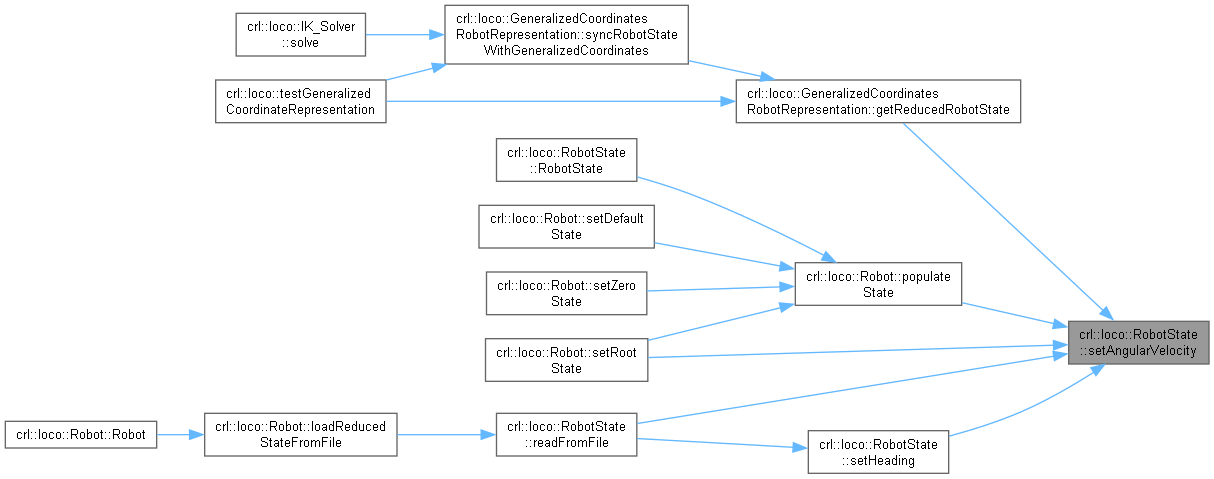 crl::loco::IK_Solver
::solve
crl::loco::GeneralizedCoordinates
RobotRepresentation::syncRobotState
WithGeneralizedCoordinates
crl::loco::testGeneralized
CoordinateRepresentation
crl::loco::GeneralizedCoordinates
RobotRepresentation::getReducedRobotState
crl::loco::RobotState
::RobotState
crl::loco::Robot::setDefault
State
crl::loco::Robot::setZero
State
crl::loco::Robot::populate
State
crl::loco::Robot::setRoot
State
crl::loco::RobotState
::setAngularVelocity
crl::loco::Robot::Robot
crl::loco::Robot::loadReduced
StateFromFile
crl::loco::RobotState
::readFromFile
crl::loco::RobotState
::setHeading